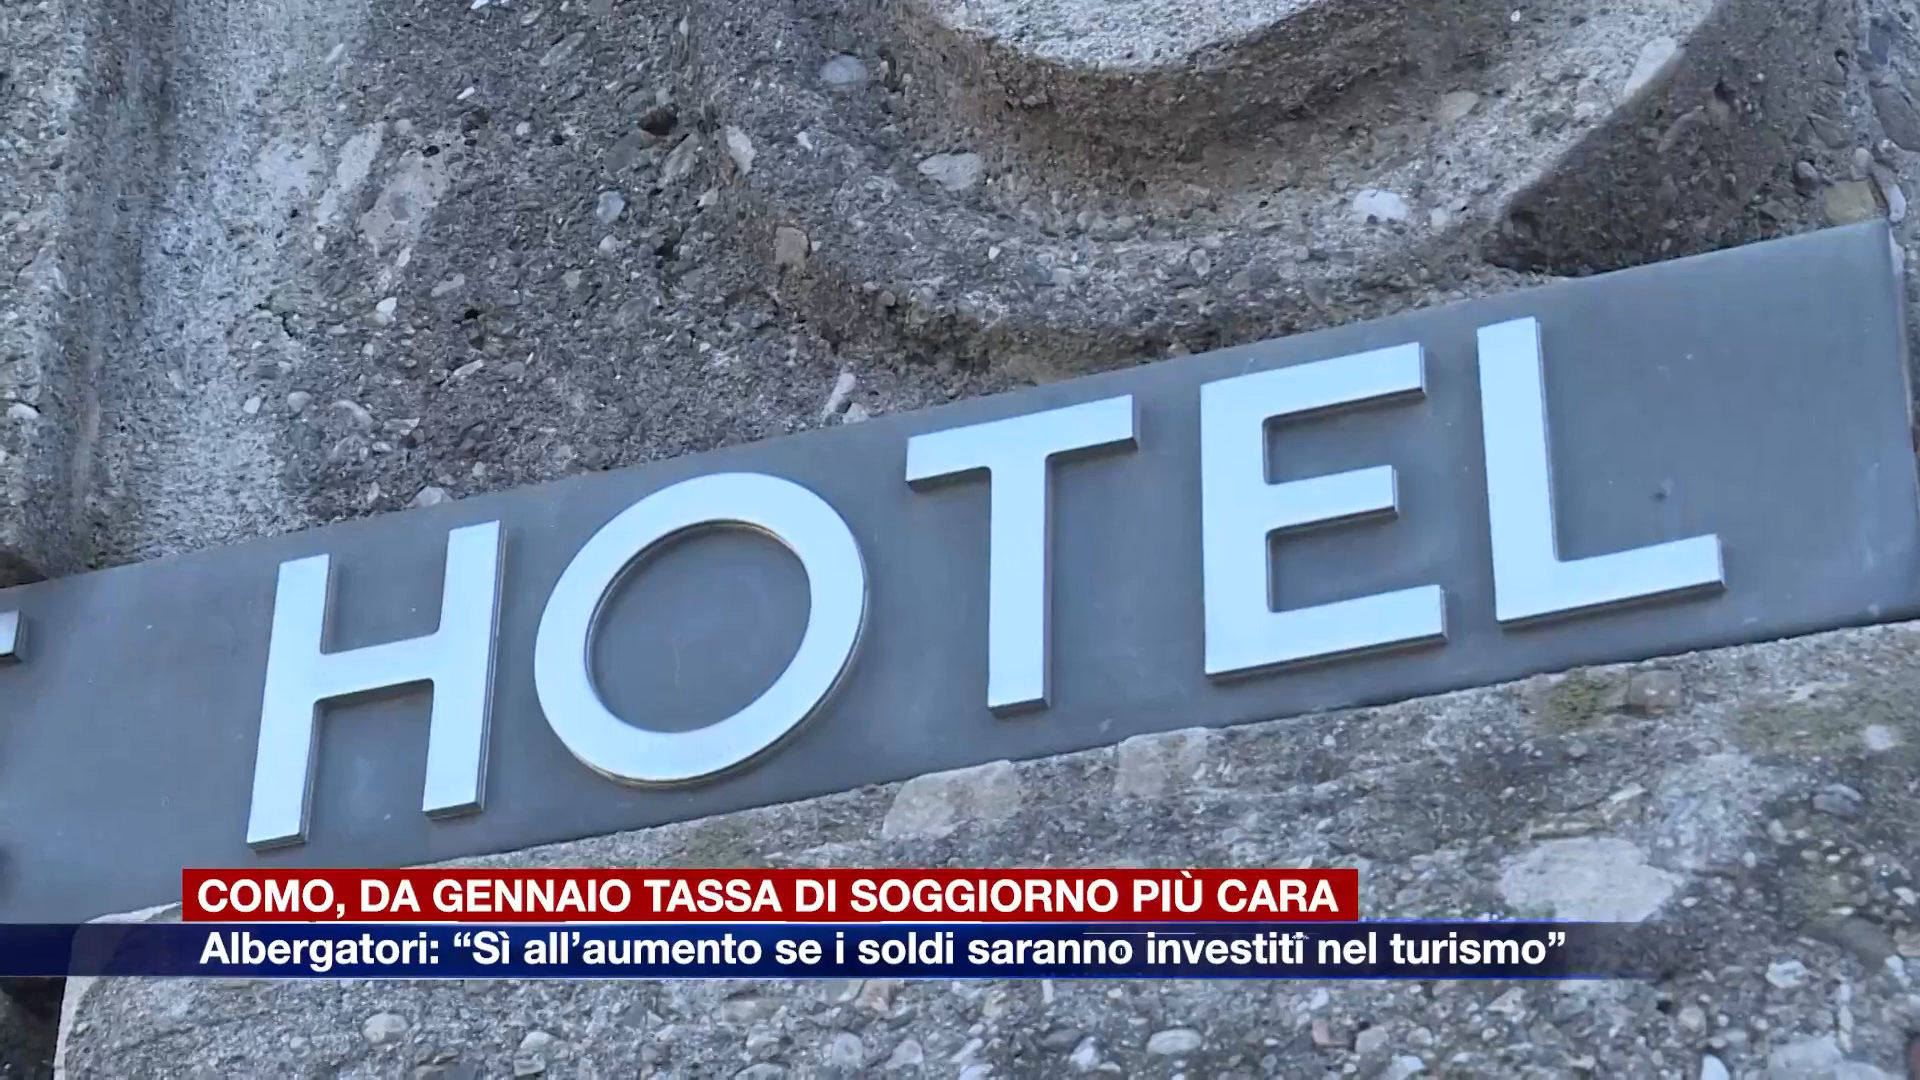 HOTEL
COMO, DA GENNAIO TASSA DI SOGGIORNO PIÙ CARA
Albergatori: “Sì all’aumento se i soldi saranno investiti nel turismo”